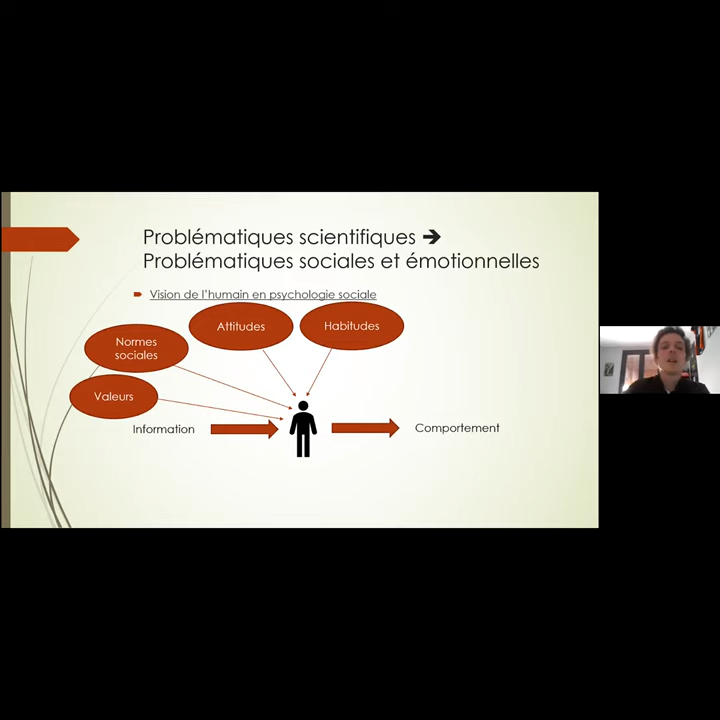 Problématiques scientifiques ➔
Problématiques sociales et émotionnelles
Vision de l'humain en psychologie sociale
Attitudes
Habitudes
Normes
sociales
Valeurs
Information
Comportement